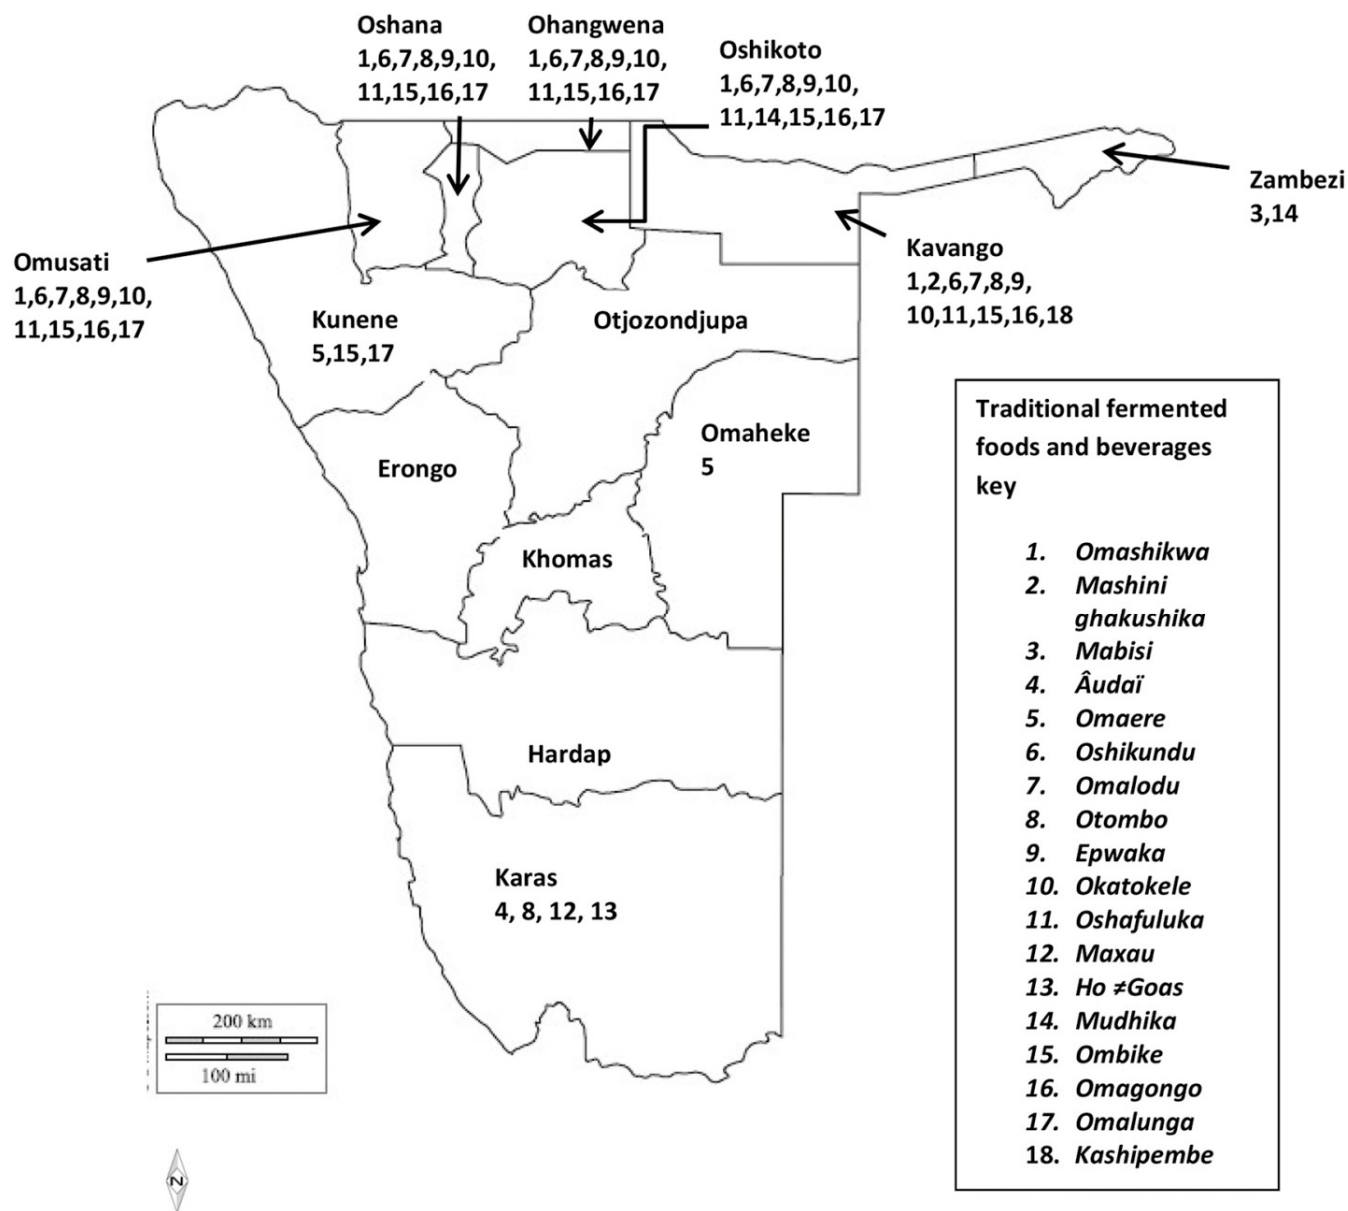 Oshana
1,6,7,8,9,10,
11,15,16,17
Ohangwena
1,6,7,8,9,10,
11,15,16,17
Oshikoto
1,6,7,8,9,10,
11,14,15,16,17
Zambezi
3,14
Kavango
1,2,6,7,8,9,
10,11,15,16,18
Omusati
1,6,7,8,9,10,
11,15,16,17
Kunene
5,15,17
Otjozondjupa
Omaheke
5
Erongo
Khomas
Hardap
Karas
4, 8, 12, 13
Traditional fermented
foods and beverages
key
1. Omashikwa
2. Mashini
ghakushika
3. Mabisi
4. Âudaï
5. Omaere
6. Oshikundu
7. Omalodu
8. Otombo
9. Epwaka
10. Okatokele
11. Oshafuluka
12. Maxau
13. Ho ≠Goas
14. Mudhika
15. Ombike
16. Omagongo
17. Omalunga
18. Kashipembe
200 km
100 mi
N